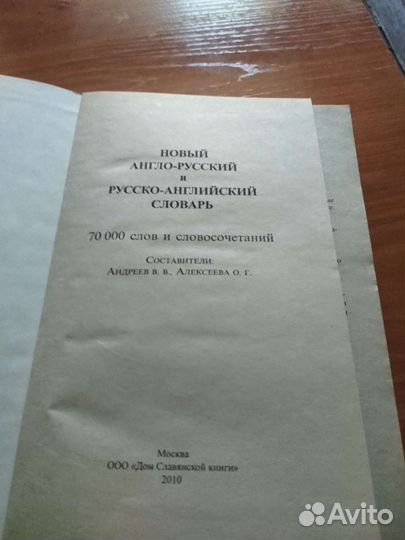 НОВЫЙ
АНГЛО-РУССКИЙ
и
РУССКО-АНГЛИЙСКИЙ
СЛОВАРЬ
70 000 слов и словосочетаний
Составители:
Андреев В. В., Алексеева О. Г.
Москва
ООО «Дом Славянской книги»
2010
Avito